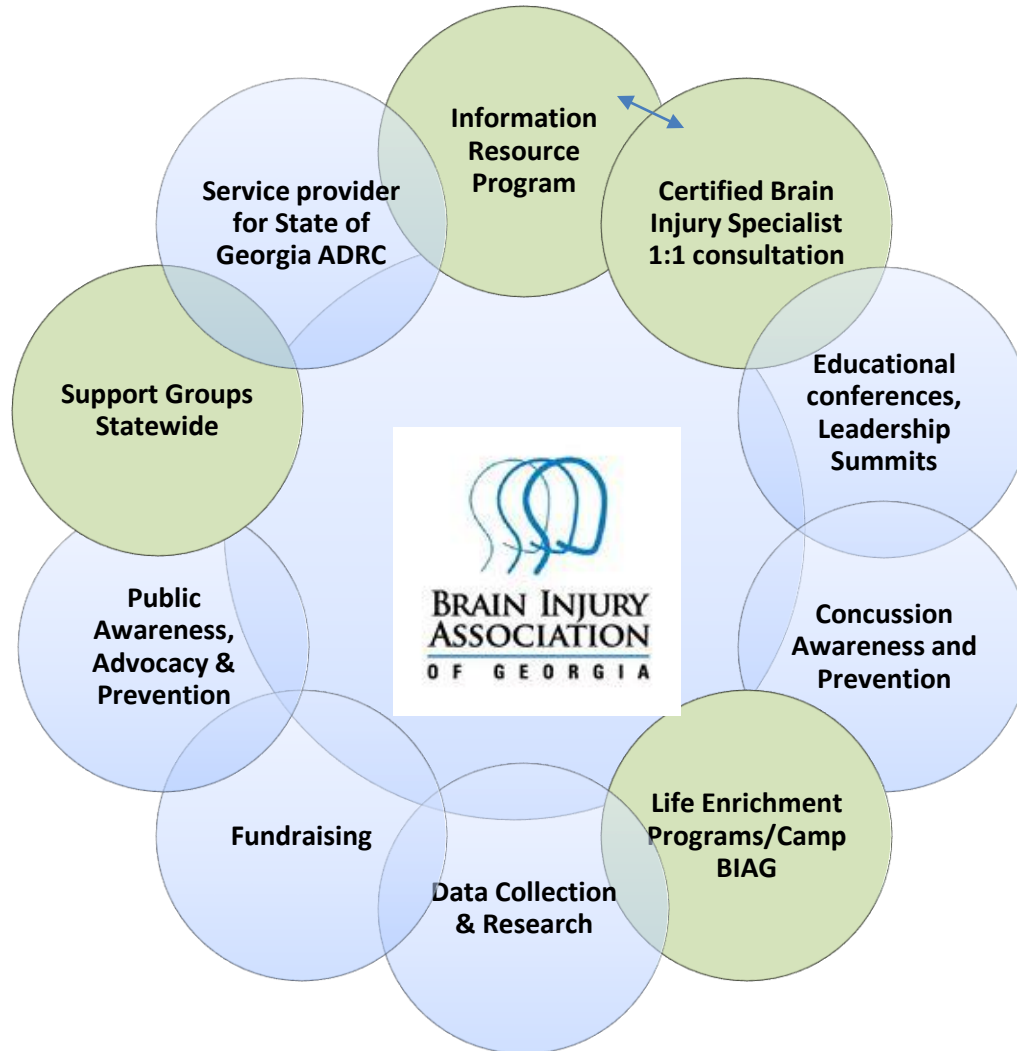 Information
Resource
Program
Certified Brain
Injury Specialist
1:1 consultation
Educational
conferences,
Leadership
Summits
Concussion
Awareness and
Prevention
Life Enrichment
Programs/Camp
BIAG
Data Collection
& Research
Fundraising
Public
Awareness,
Advocacy &
Prevention
Support Groups
Statewide
Service provider
for State of
Georgia ADRC
BRAIN INJURY
ASSOCIATION
OF GEORGIA